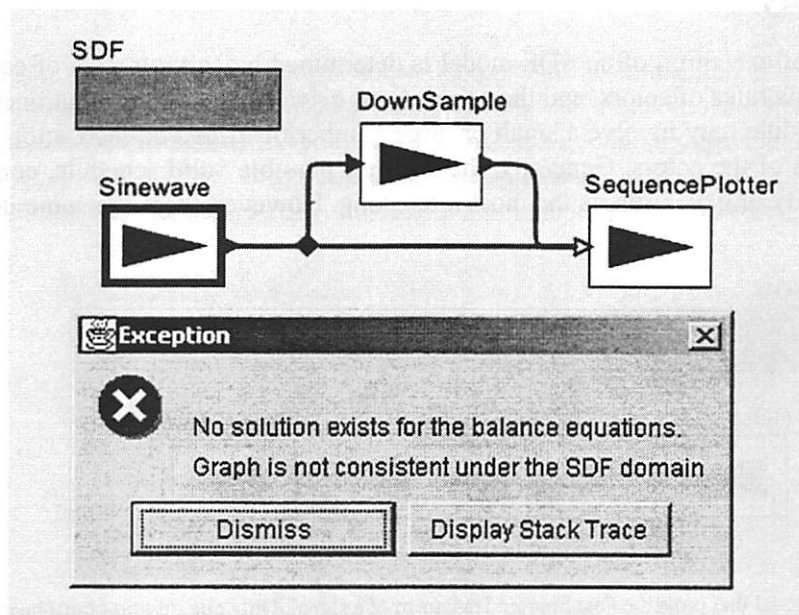 SDF
DownSample
Sinewave
SequencePlotter
Exception
No solution exists for the balance equations.
Graph is not consistent under the SDF domain
Dismiss
Display Stack Trace